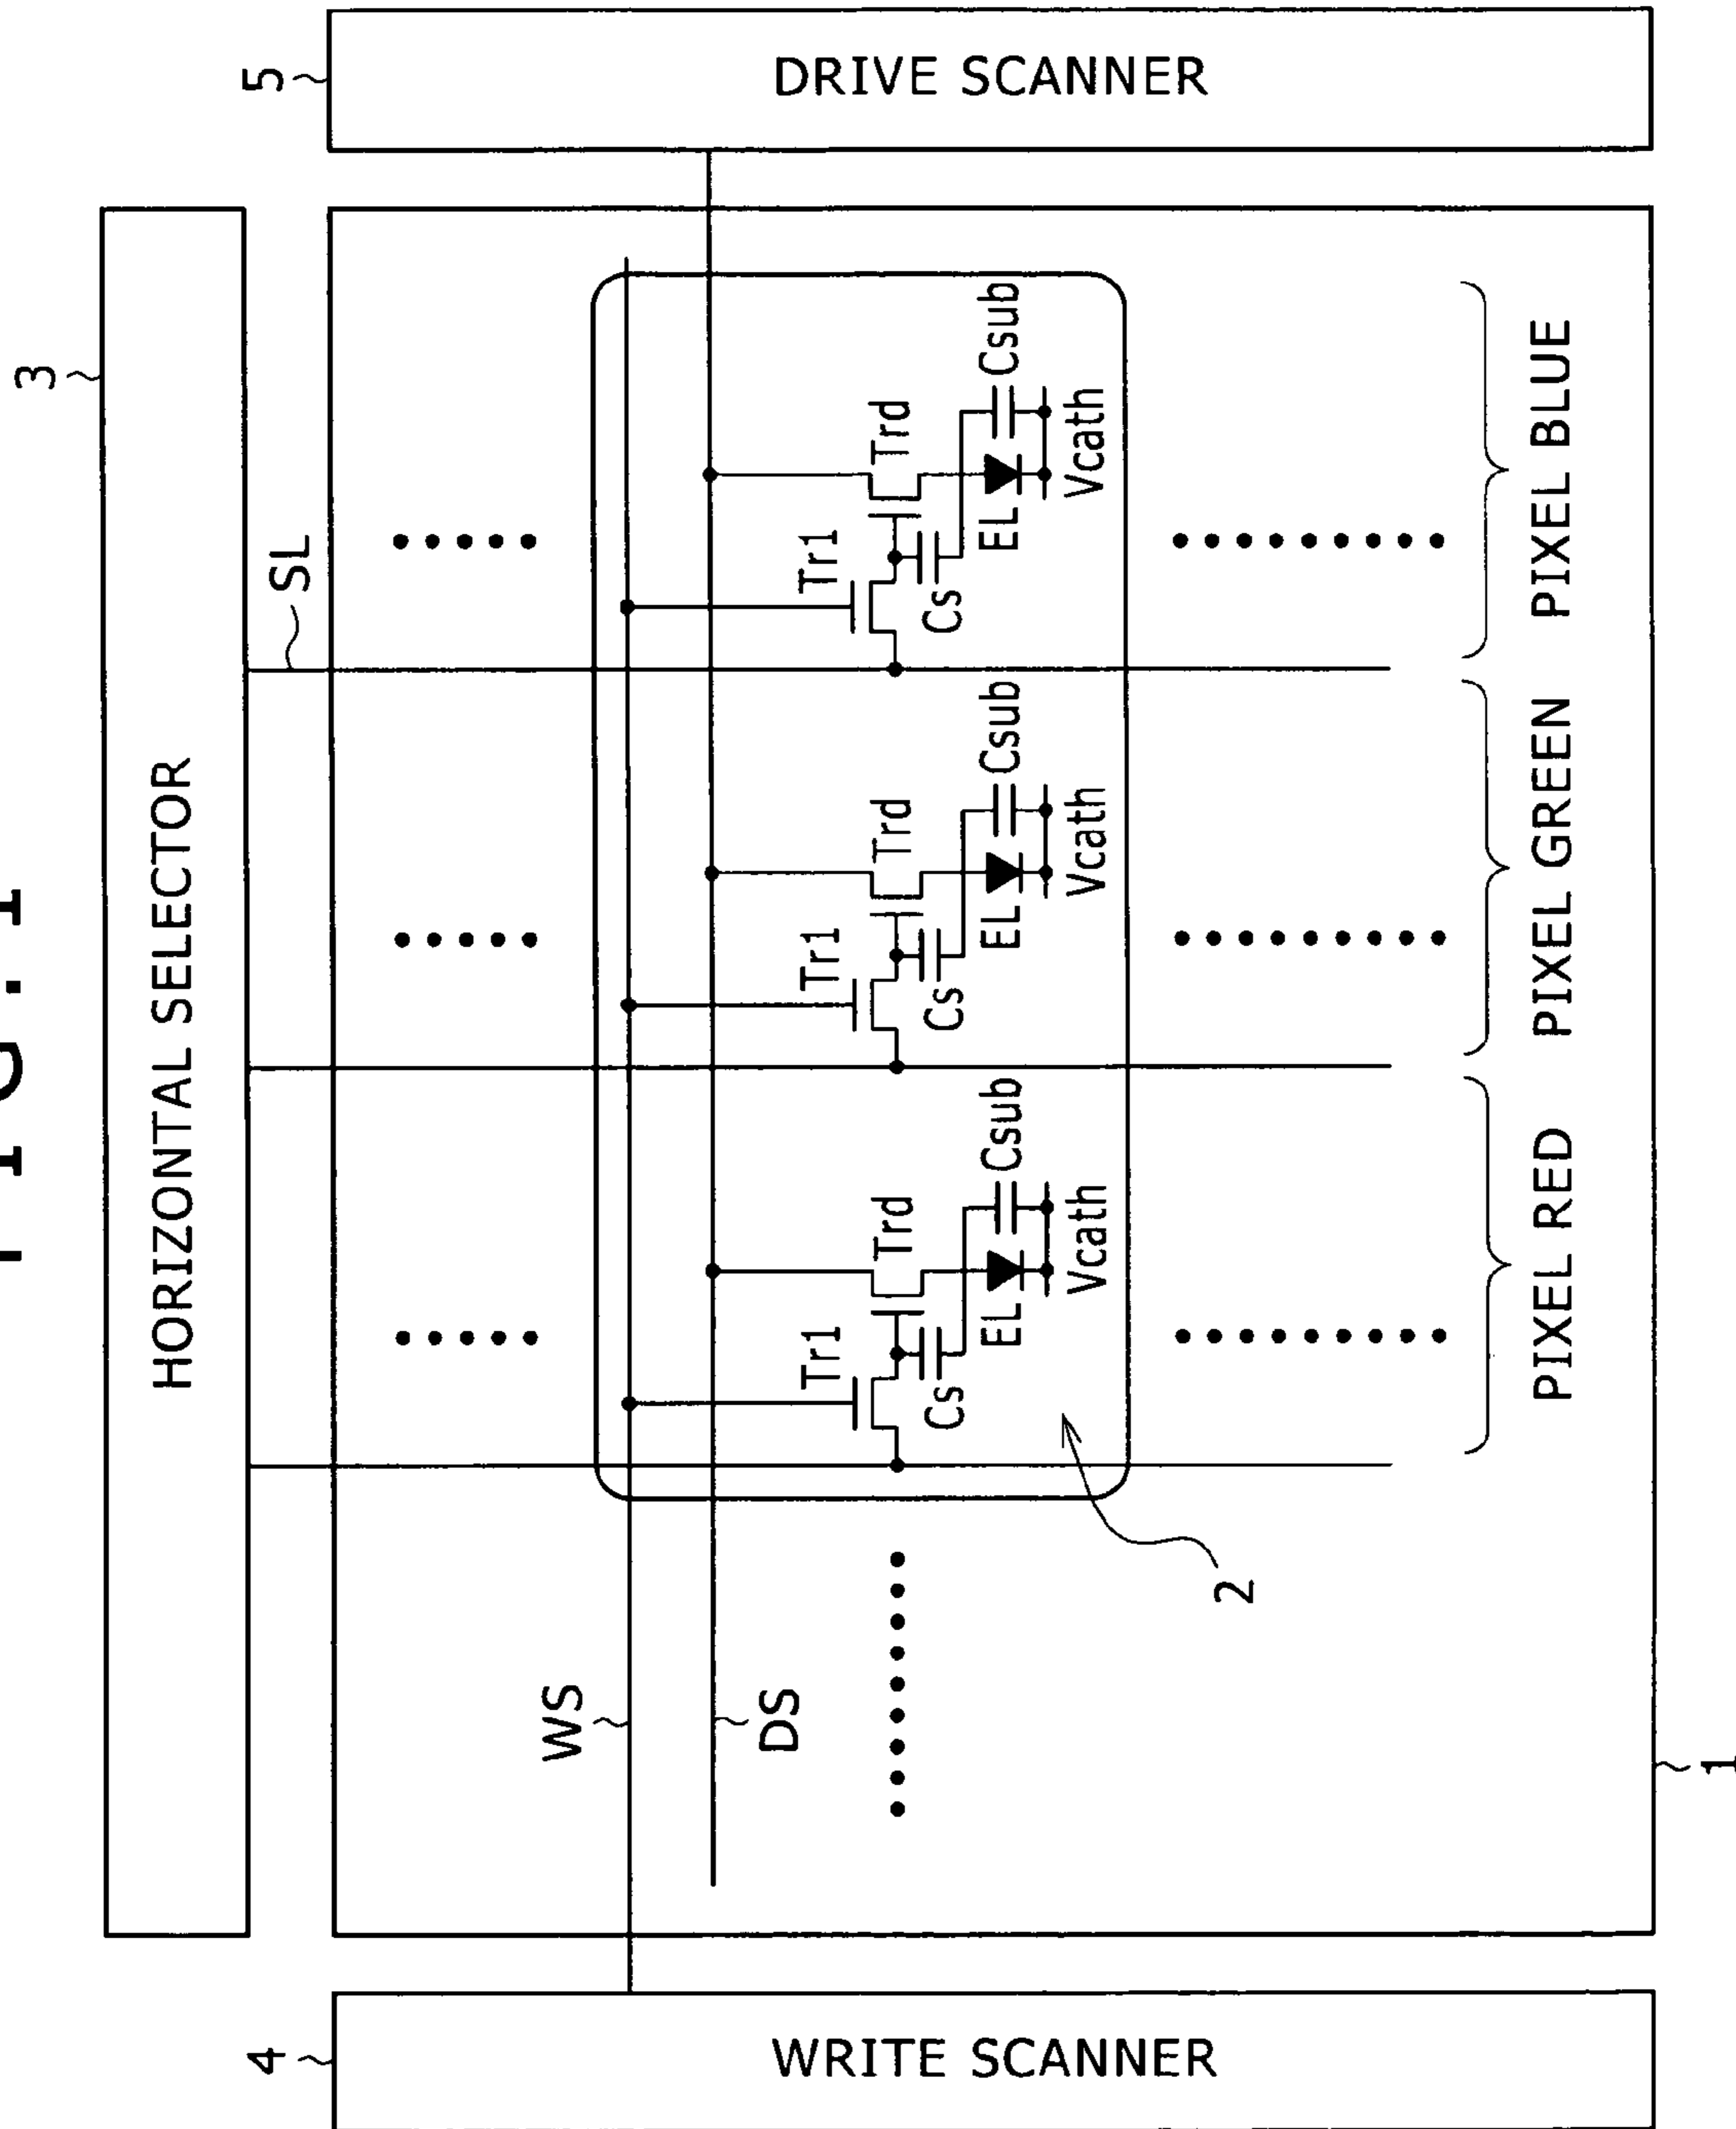 FIG. 1
3
HORIZONTAL SELECTOR
4
5
SL
WS
DS
Tr1
Trd
Cs
EL
Csub
Vcath
Tr1
Trd
Cs
EL
Csub
Vcath
Tr1
Trd
Cs
EL
Csub
Vcath
2
WRITE SCANNER
DRIVE SCANNER
PIXEL RED
PIXEL GREEN
PIXEL BLUE
1